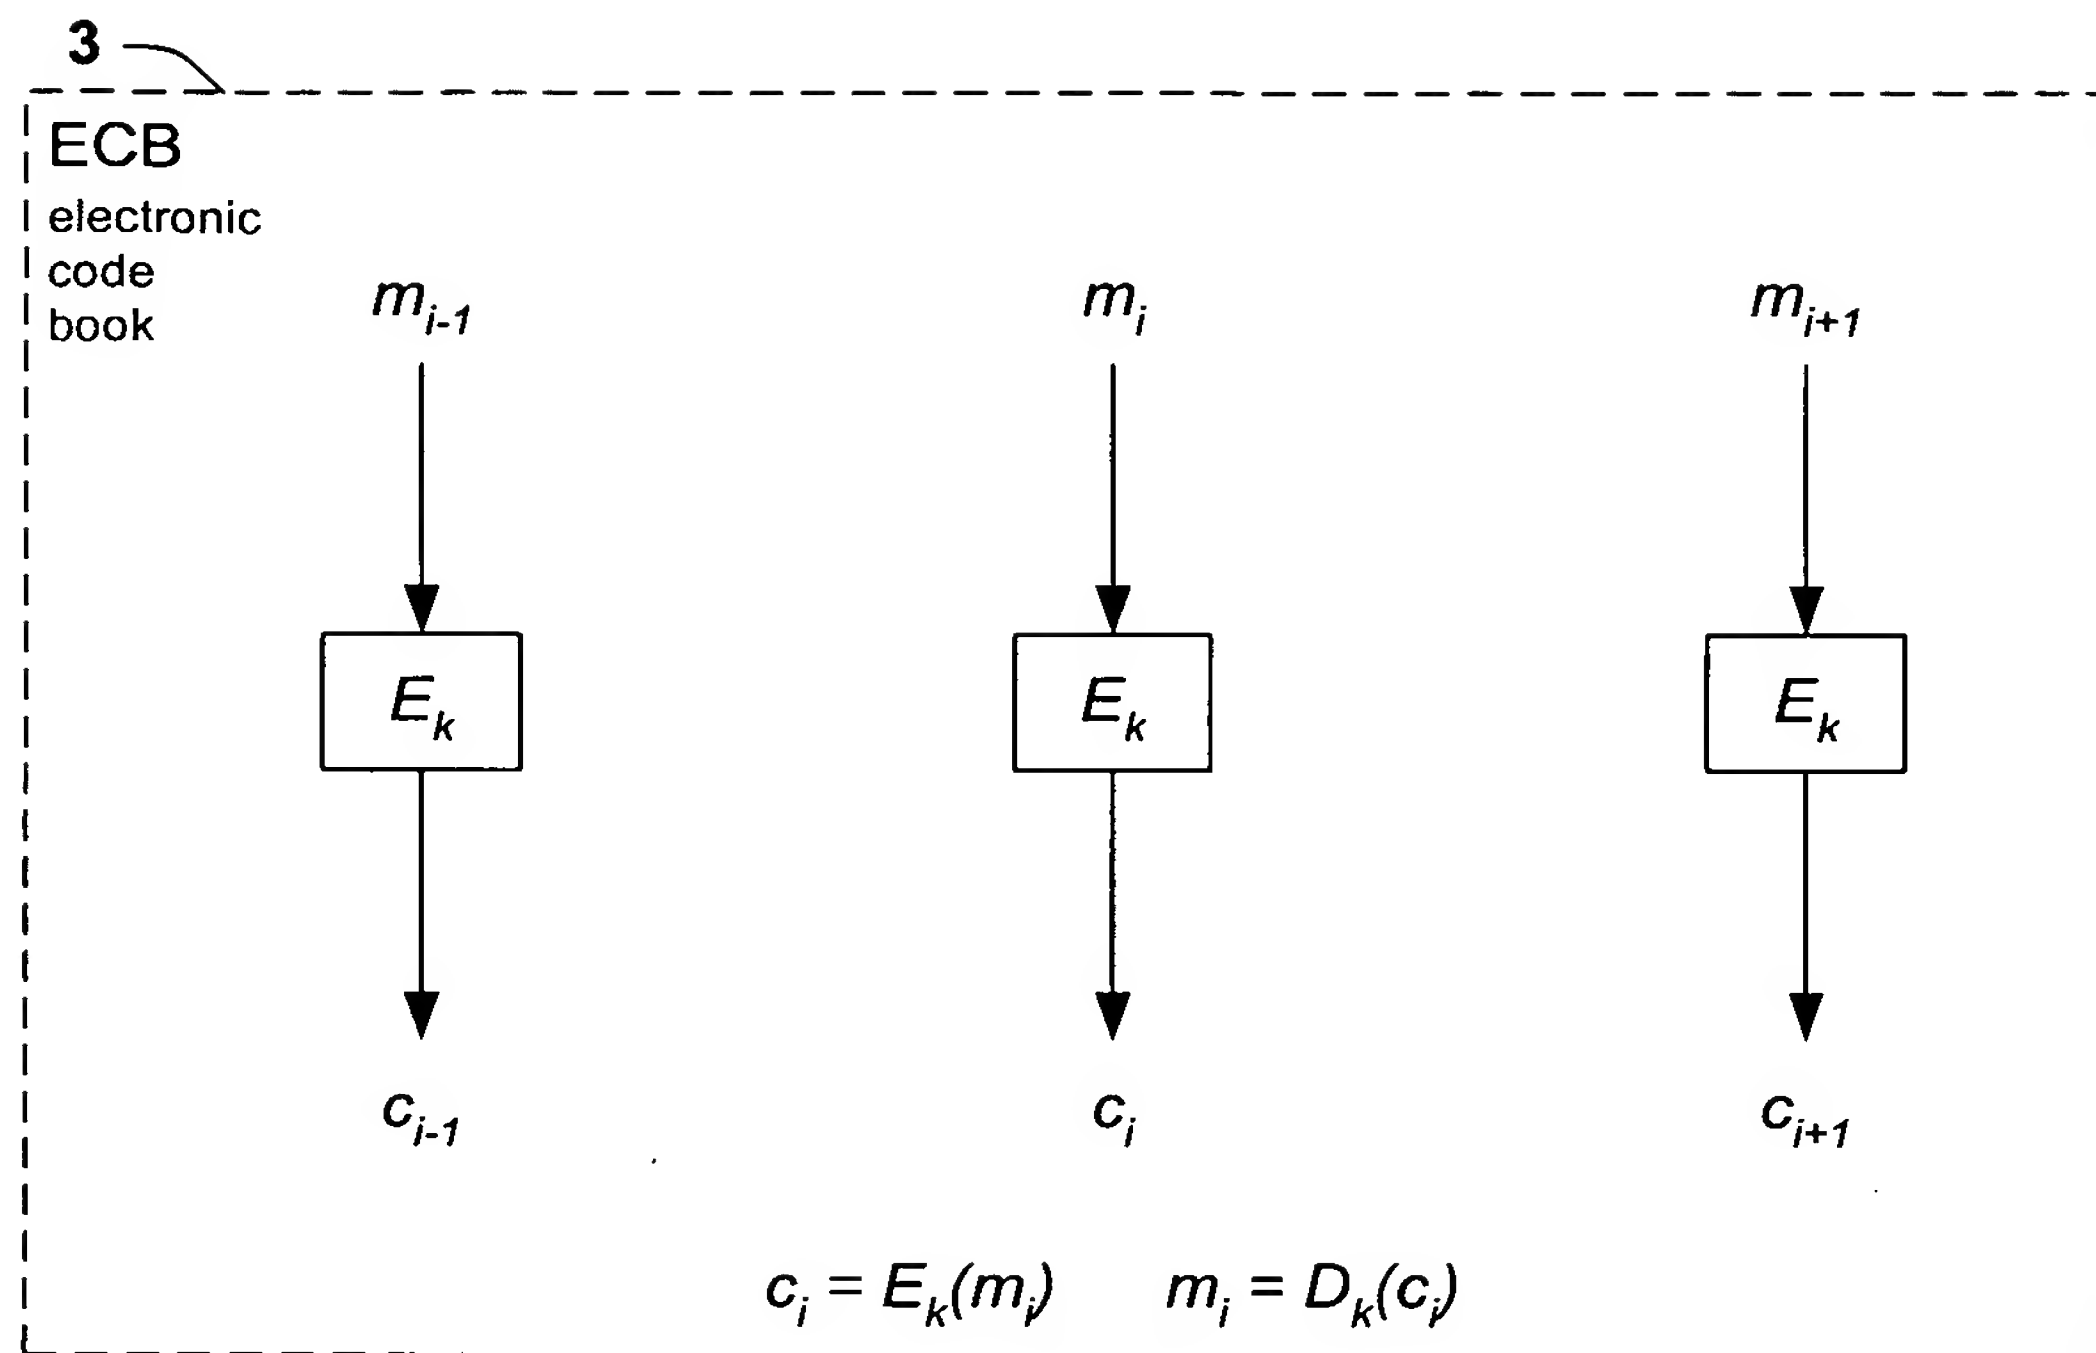 3
ECB
electronic
code
book
m_{i-1} m_i m_{i+1}
E_k E_k E_k
c_{i-1} c_i c_{i+1}
c_i = E_k(m_i) m_i = D_k(c_i)